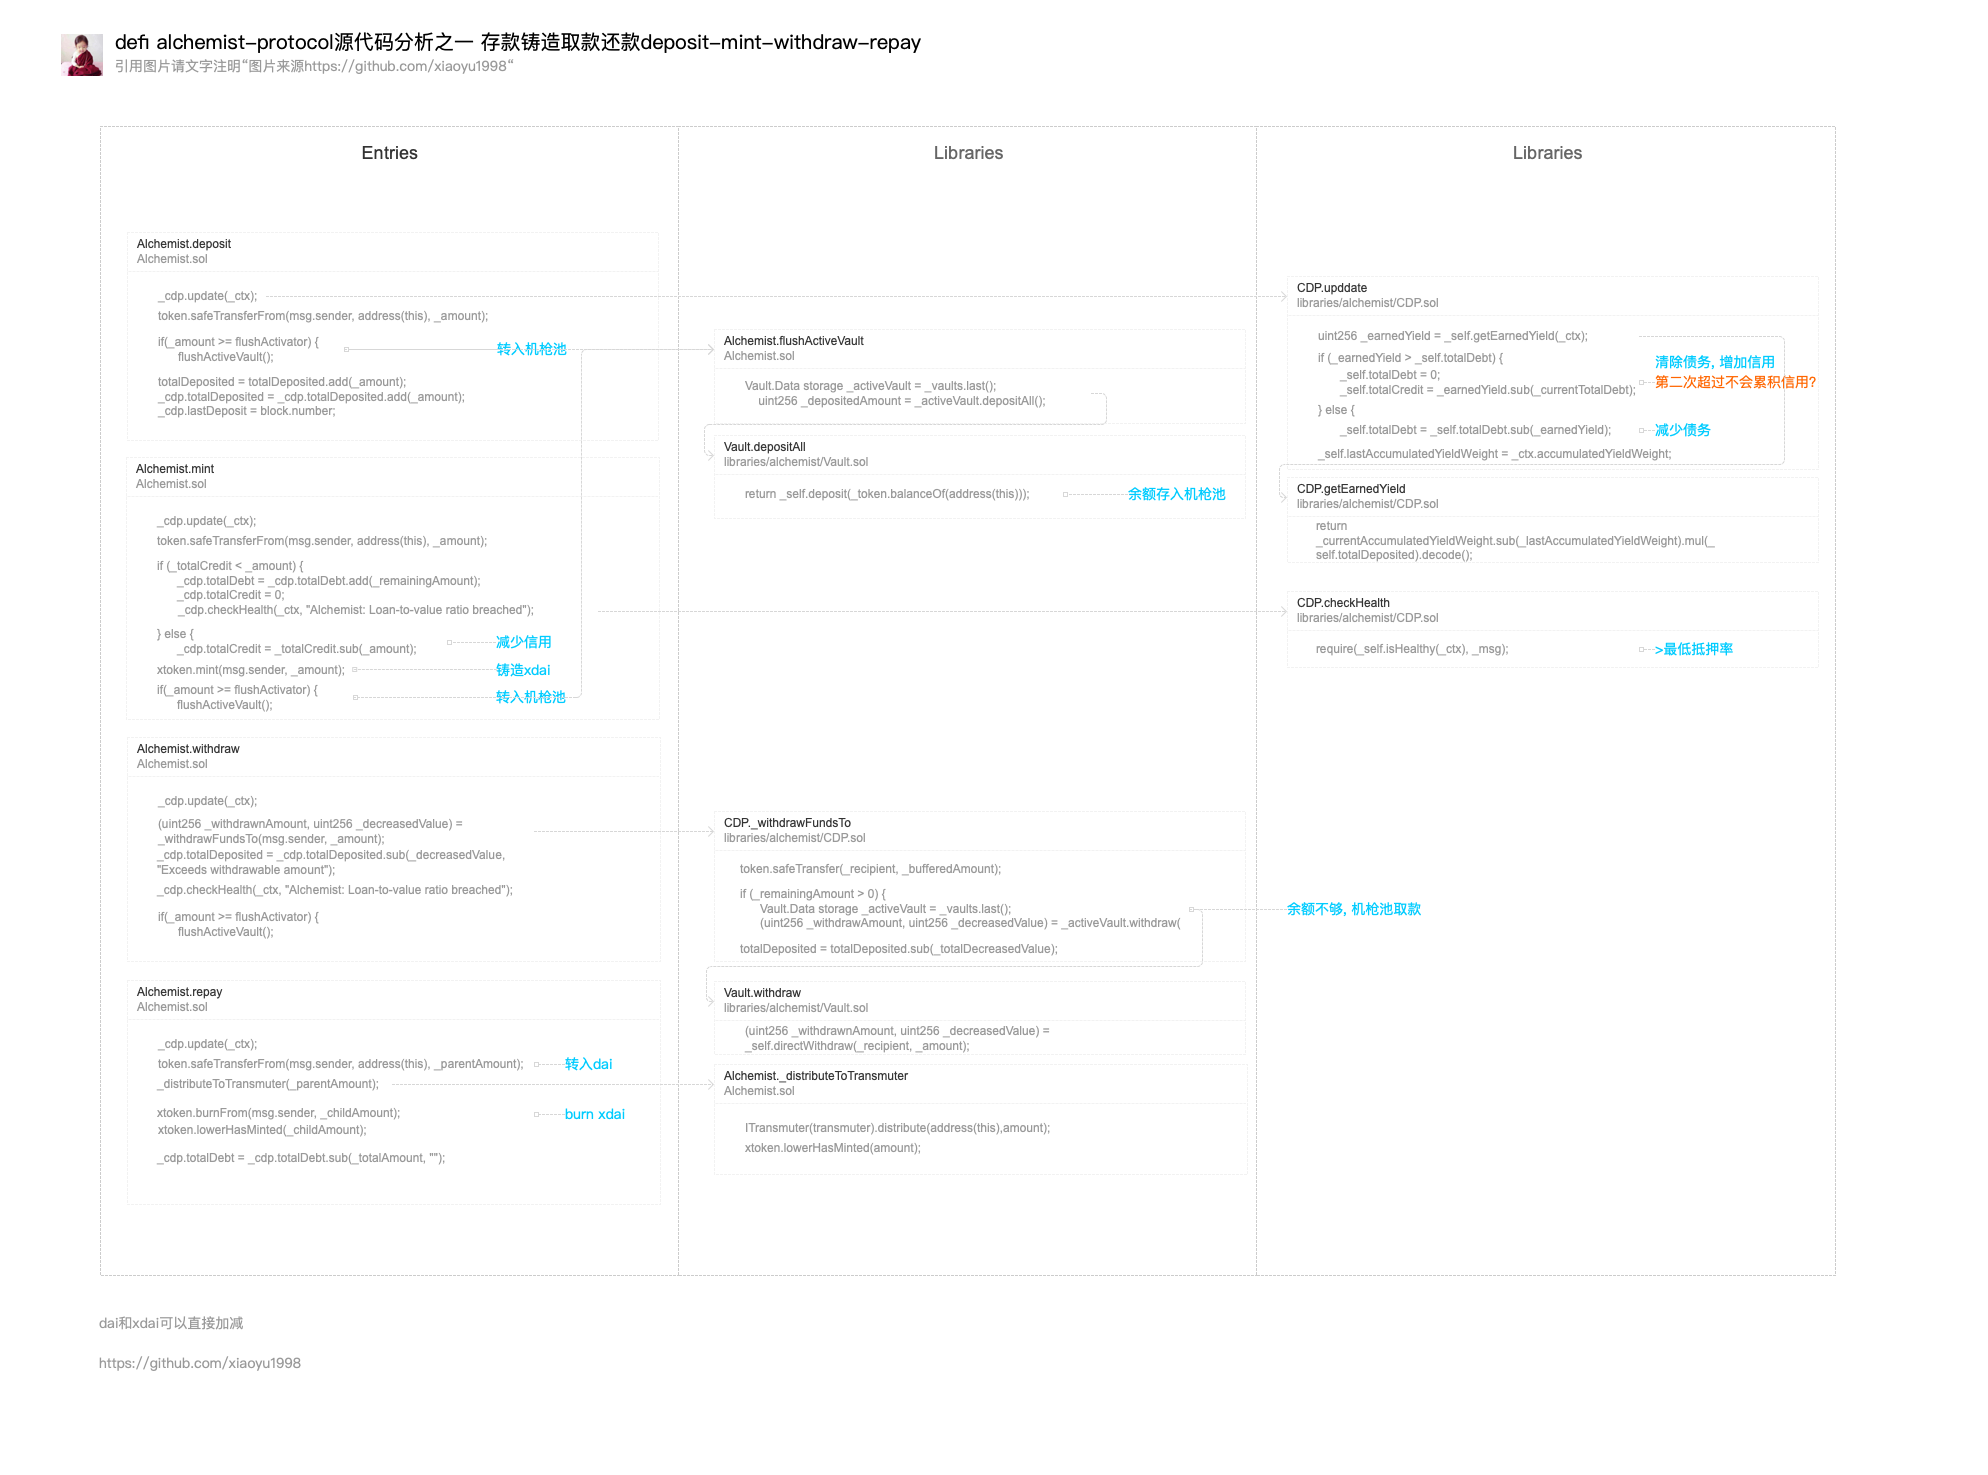 defi alchemist-protocol源代码分析之一 存款铸造取款还款deposit-mint-withdraw-repay
引用图片请文字注明“图片来源https://github.com/xiaoyu1998“
Entries
Alchemist.deposit
Alchemist.sol
_cdp.update(_ctx);
token.safeTransferFrom(msg.sender, address(this), _amount);
if(_amount >= flushActivator) {
flushActiveVault();
转入机枪池
totalDeposited = totalDeposited.add(_amount);
_cdp.totalDeposited = _cdp.totalDeposited.add(_amount);
_cdp.lastDeposit = block.number;
Alchemist.mint
Alchemist.sol
_cdp.update(_ctx);
token.safeTransferFrom(msg.sender, address(this), _amount);
if (_totalCredit < _amount) {
_cdp.totalDebt = _cdp.totalDebt.add(_remainingAmount);
_cdp.totalCredit = 0;
_cdp.checkHealth(_ctx, "Alchemist: Loan-to-value ratio breached");
} else {
_cdp.totalCredit = _totalCredit.sub(_amount);
减少信用
xtoken.mint(msg.sender, _amount);
铸造xdai
if(_amount >= flushActivator) {
flushActiveVault();
转入机枪池
Alchemist.withdraw
Alchemist.sol
_cdp.update(_ctx);
(uint256 _withdrawnAmount, uint256 _decreasedValue) =
_withdrawFundsTo(msg.sender, _amount);
_cdp.totalDeposited = _cdp.totalDeposited.sub(_decreasedValue,
"Exceeds withdrawable amount");
_cdp.checkHealth(_ctx, "Alchemist: Loan-to-value ratio breached");
if(_amount >= flushActivator) {
flushActiveVault();
Alchemist.repay
Alchemist.sol
_cdp.update(_ctx);
token.safeTransferFrom(msg.sender, address(this), _parentAmount);
转入dai
_distributeToTransmuter(_parentAmount);
xtoken.burnFrom(msg.sender, _childAmount);
burn xdai
xtoken.lowerHasMinted(_childAmount);
_cdp.totalDebt = _cdp.totalDebt.sub(_totalAmount, "");
Libraries
Alchemist.flushActiveVault
Alchemist.sol
Vault.Data storage _activeVault = _vaults.last();
uint256 _depositedAmount = _activeVault.depositAll();
Vault.depositAll
libraries/alchemist/Vault.sol
return _self.deposit(_token.balanceOf(address(this)));
余额存入机枪池
CDP._withdrawFundsTo
libraries/alchemist/CDP.sol
token.safeTransfer(_recipient, _bufferedAmount);
if (_remainingAmount > 0) {
Vault.Data storage _activeVault = _vaults.last();
(uint256 _withdrawAmount, uint256 _decreasedValue) = _activeVault.withdraw(
余额不够, 机枪池取款
totalDeposited = totalDeposited.sub(_totalDecreasedValue);
Vault.withdraw
libraries/alchemist/Vault.sol
(uint256 _withdrawnAmount, uint256 _decreasedValue) =
_self.directWithdraw(_recipient, _amount);
Alchemist._distributeToTransmuter
Alchemist.sol
ITransmuter(transmuter).distribute(address(this),amount);
xtoken.lowerHasMinted(amount);
Libraries
CDP.upddate
libraries/alchemist/CDP.sol
uint256 _earnedYield = _self.getEarnedYield(_ctx);
if (_earnedYield > _self.totalDebt) {
_self.totalDebt = 0;
_self.totalCredit = _earnedYield.sub(_currentTotalDebt);
清除债务, 增加信用
第二次超过不会累积信用?
} else {
_self.totalDebt = _self.totalDebt.sub(_earnedYield);
减少债务
_self.lastAccumulatedYieldWeight = _ctx.accumulatedYieldWeight;
CDP.getEarnedYield
libraries/alchemist/CDP.sol
return
_currentAccumulatedYieldWeight.sub(_lastAccumulatedYieldWeight).mul(_
self.totalDeposited).decode();
CDP.checkHealth
libraries/alchemist/CDP.sol
require(_self.isHealthy(_ctx), _msg);
>最低抵押率
dai和xdai可以直接加减
https://github.com/xiaoyu1998